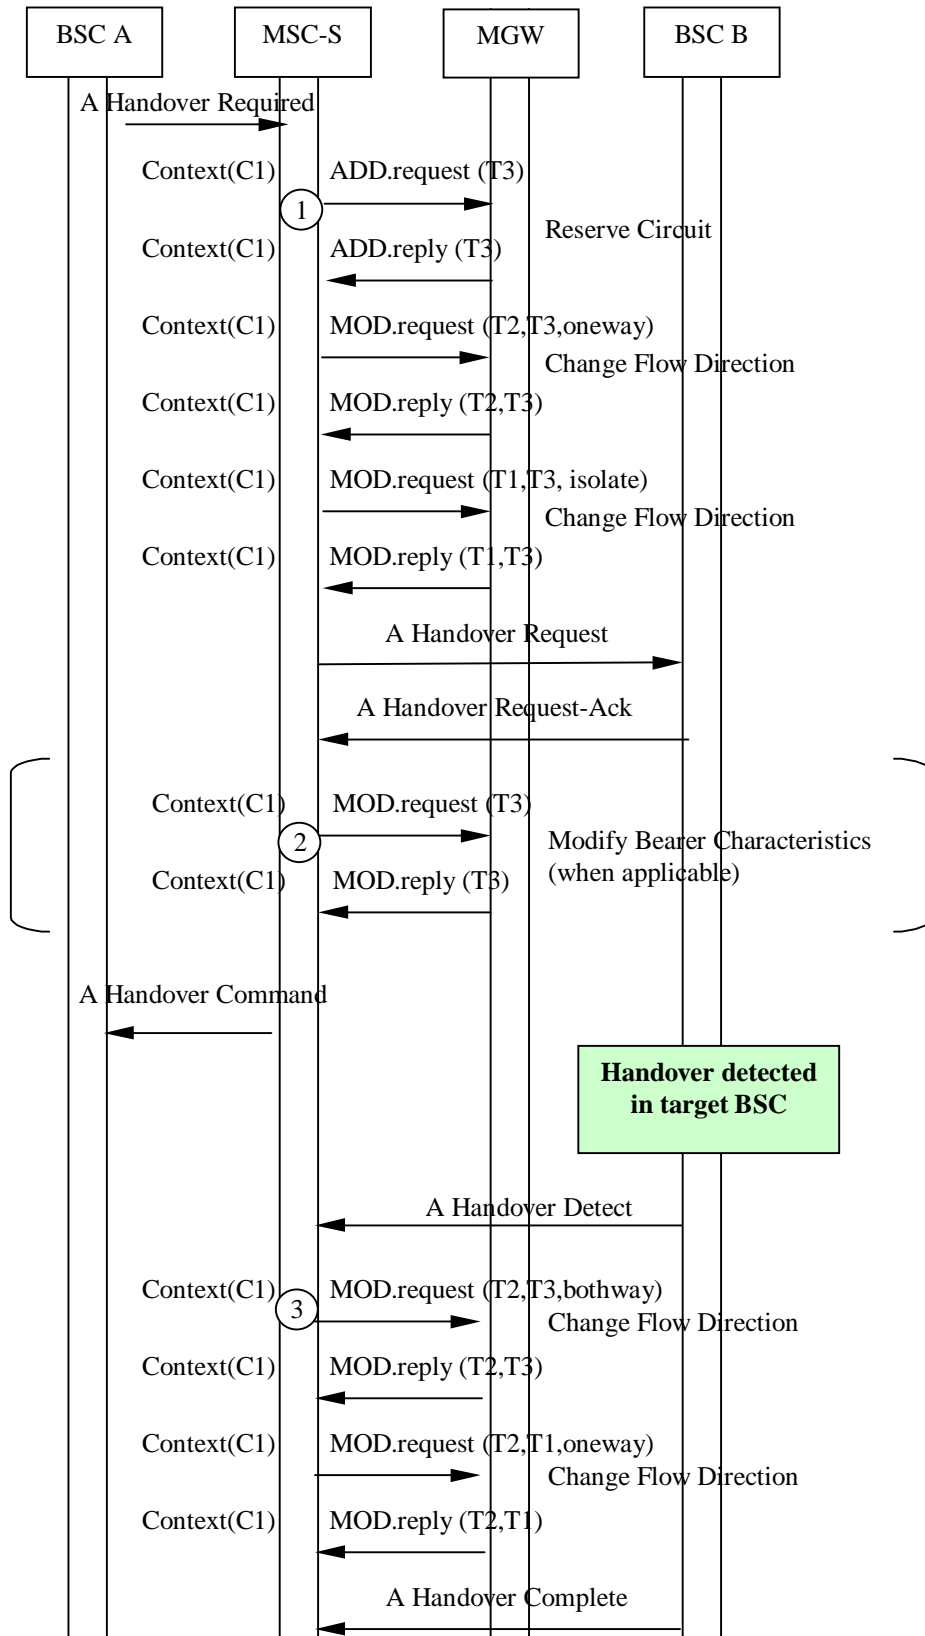 BSC A
MSC-S
MGW
BSC B
A Handover Required
Context(C1)
ADD.request (T3)
1
Reserve Circuit
Context(C1)
ADD.reply (T3)
Context(C1)
MOD.request (T2,T3,oneway)
Change Flow Direction
Context(C1)
MOD.reply (T2,T3)
Context(C1)
MOD.request (T1,T3, isolate)
Change Flow Direction
Context(C1)
MOD.reply (T1,T3)
A Handover Request
A Handover Request-Ack
Context(C1)
MOD.request (T3)
2
Modify Bearer Characteristics
(when applicable)
Context(C1)
MOD.reply (T3)
A Handover Command
Handover detected
in target BSC
A Handover Detect
Context(C1)
MOD.request (T2,T3,bothway)
3
Change Flow Direction
Context(C1)
MOD.reply (T2,T3)
Context(C1)
MOD.request (T2,T1,oneway)
Change Flow Direction
Context(C1)
MOD.reply (T2,T1)
A Handover Complete